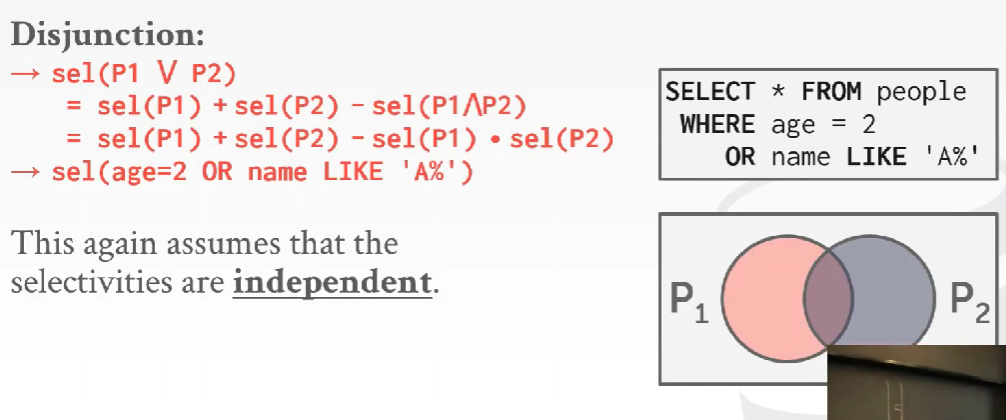 Disjunction:
→ sel(P1 ⋁ P2)
= sel(P1) + sel(P2) – sel(P1⋀P2)
= sel(P1) + sel(P2) – sel(P1) • sel(P2)
→ sel(age=2 OR name LIKE 'A%')
This again assumes that the
selectivities are independent.
SELECT * FROM people
WHERE age = 2
OR name LIKE 'A%'
P₁
P₂